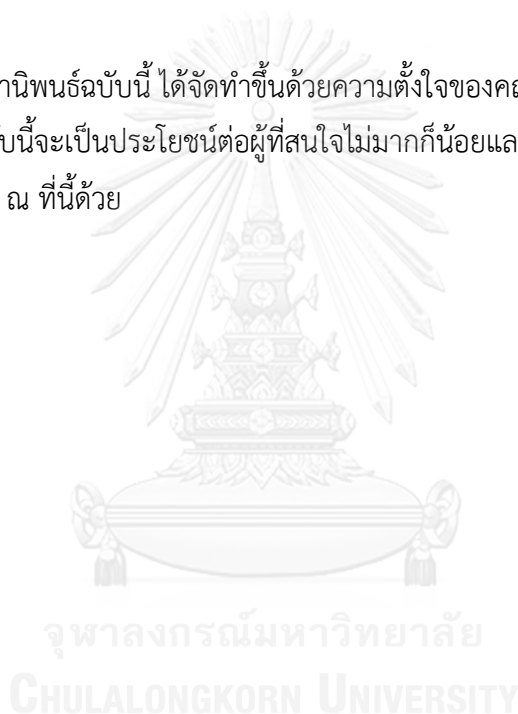 านิพนธ์ฉบับนี้ ได้จัดทำขึ้นด้วยความตั้งใจของคณ
บนี้จะเป็นประโยชน์ต่อผู้ที่สนใจไม่มากก็น้อยแล
ณ ที่นี้ด้วย
จุฬาลงกรณ์มหาวิทยาลัย
CHULALONGKORN UNIVERSITY